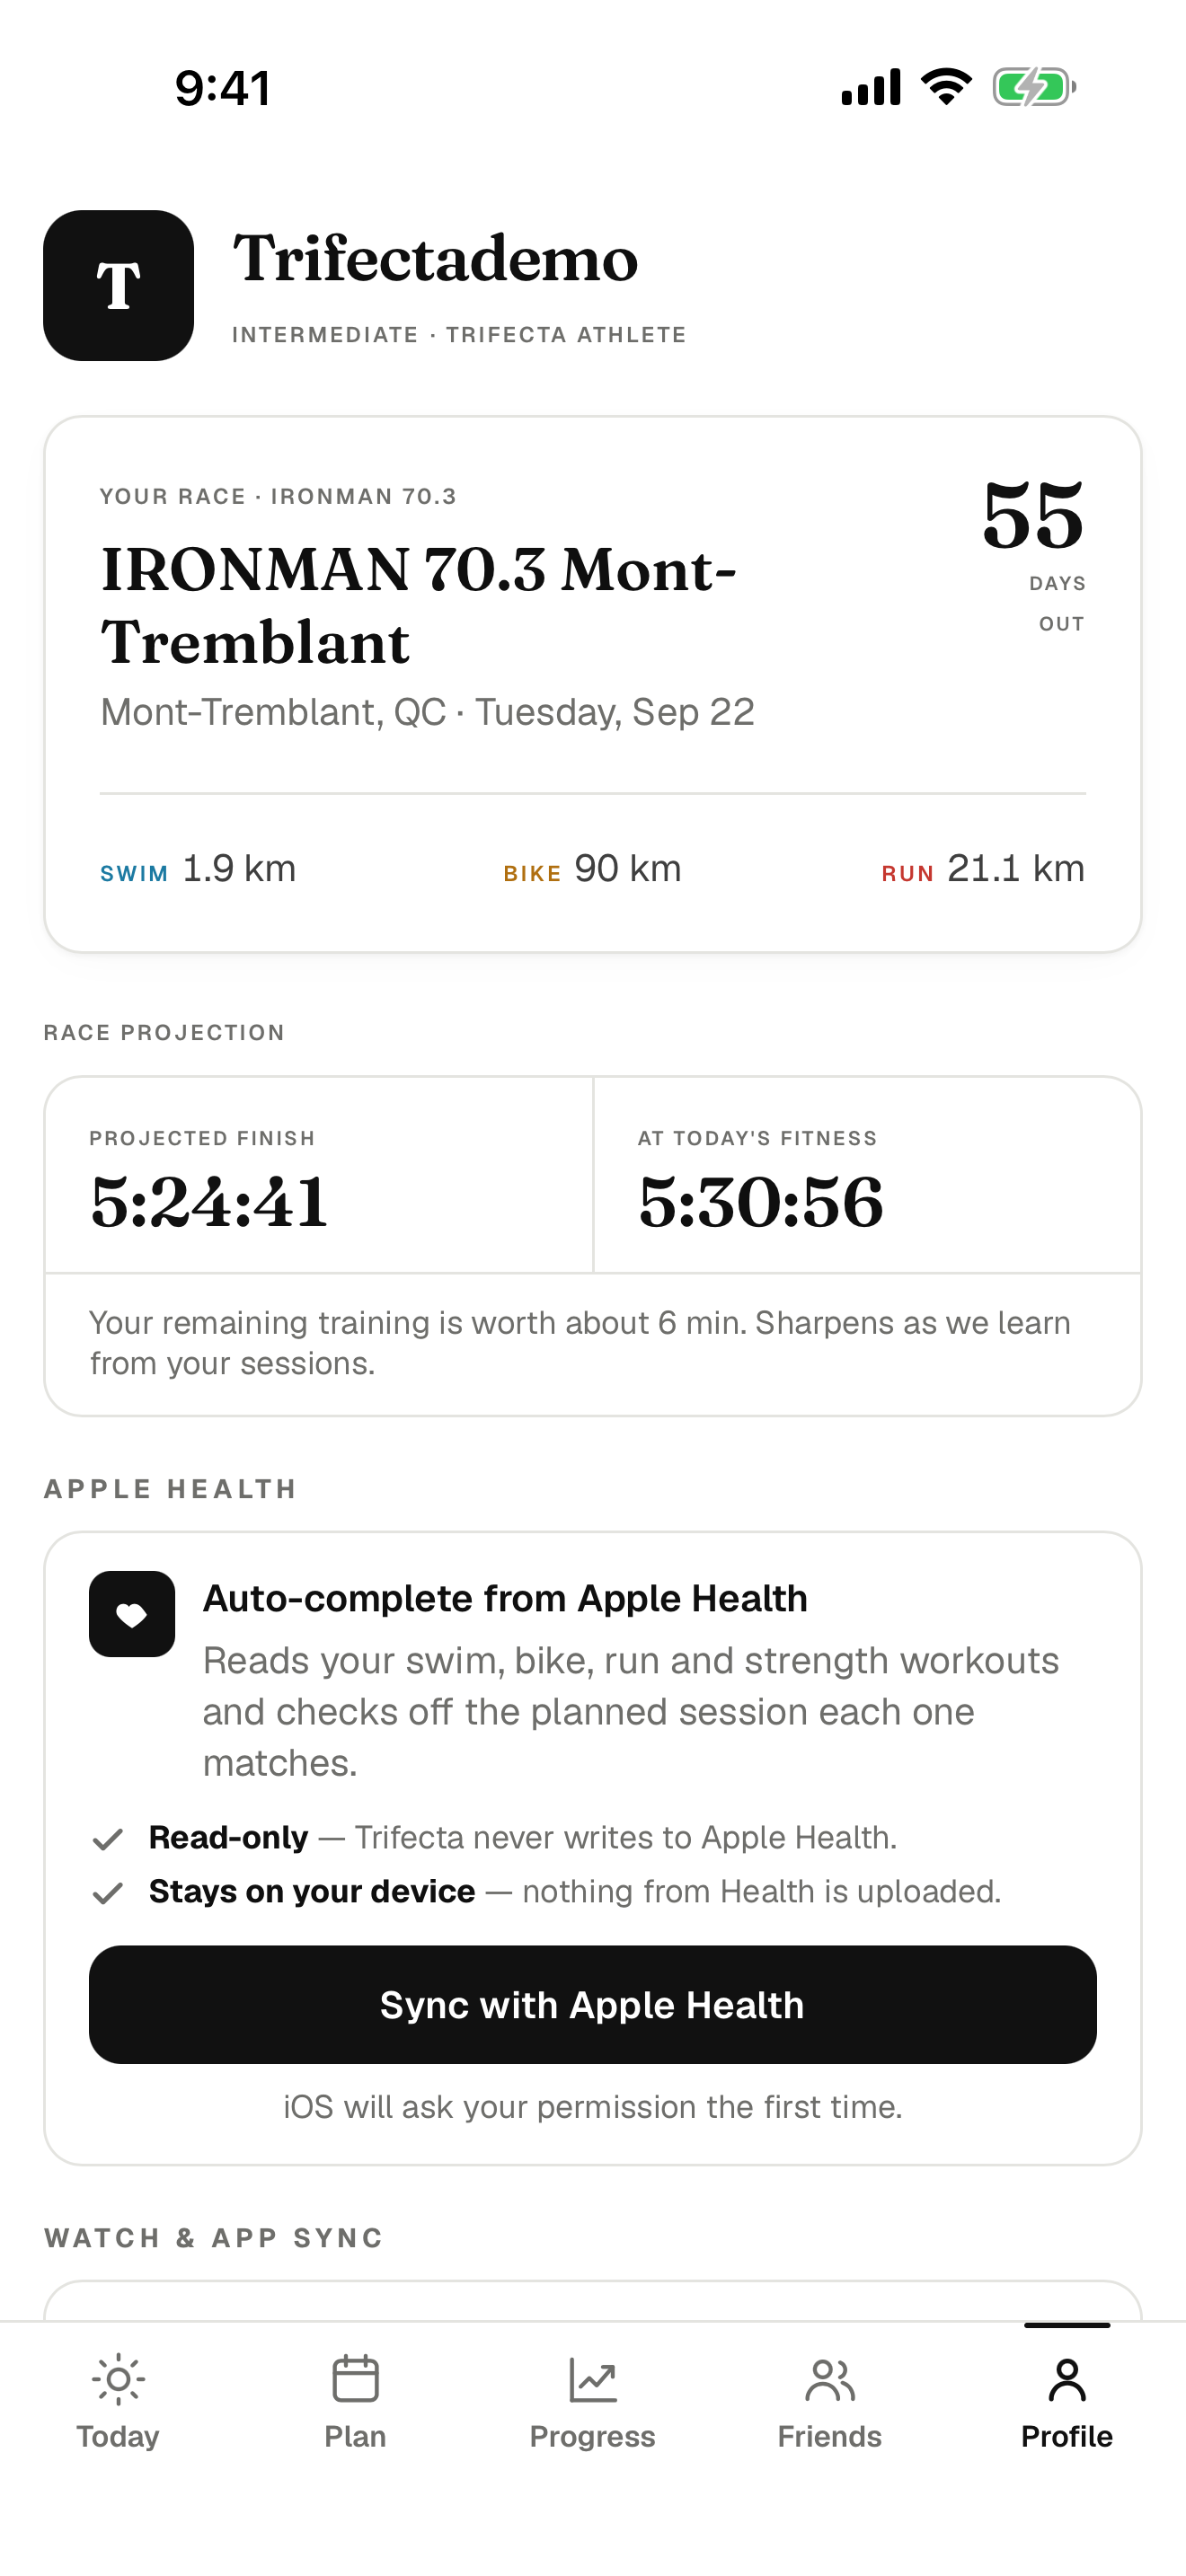 9:41
T
Trifectademo
INTERMEDIATE · TRIFECTA ATHLETE
YOUR RACE · IRONMAN 70.3
55
DAYS
OUT
IRONMAN 70.3 Mont-
Tremblant
Mont-Tremblant, QC · Tuesday, Sep 22
SWIM 1.9 km
BIKE 90 km
RUN 21.1 km
RACE PROJECTION
PROJECTED FINISH
5:24:41
AT TODAY'S FITNESS
5:30:56
Your remaining training is worth about 6 min. Sharpens as we learn
from your sessions.
APPLE HEALTH
Auto-complete from Apple Health
Reads your swim, bike, run and strength workouts
and checks off the planned session each one
matches.
Read-only — Trifecta never writes to Apple Health.
Stays on your device — nothing from Health is uploaded.
Sync with Apple Health
iOS will ask your permission the first time.
WATCH & APP SYNC
Today
Plan
Progress
Friends
Profile